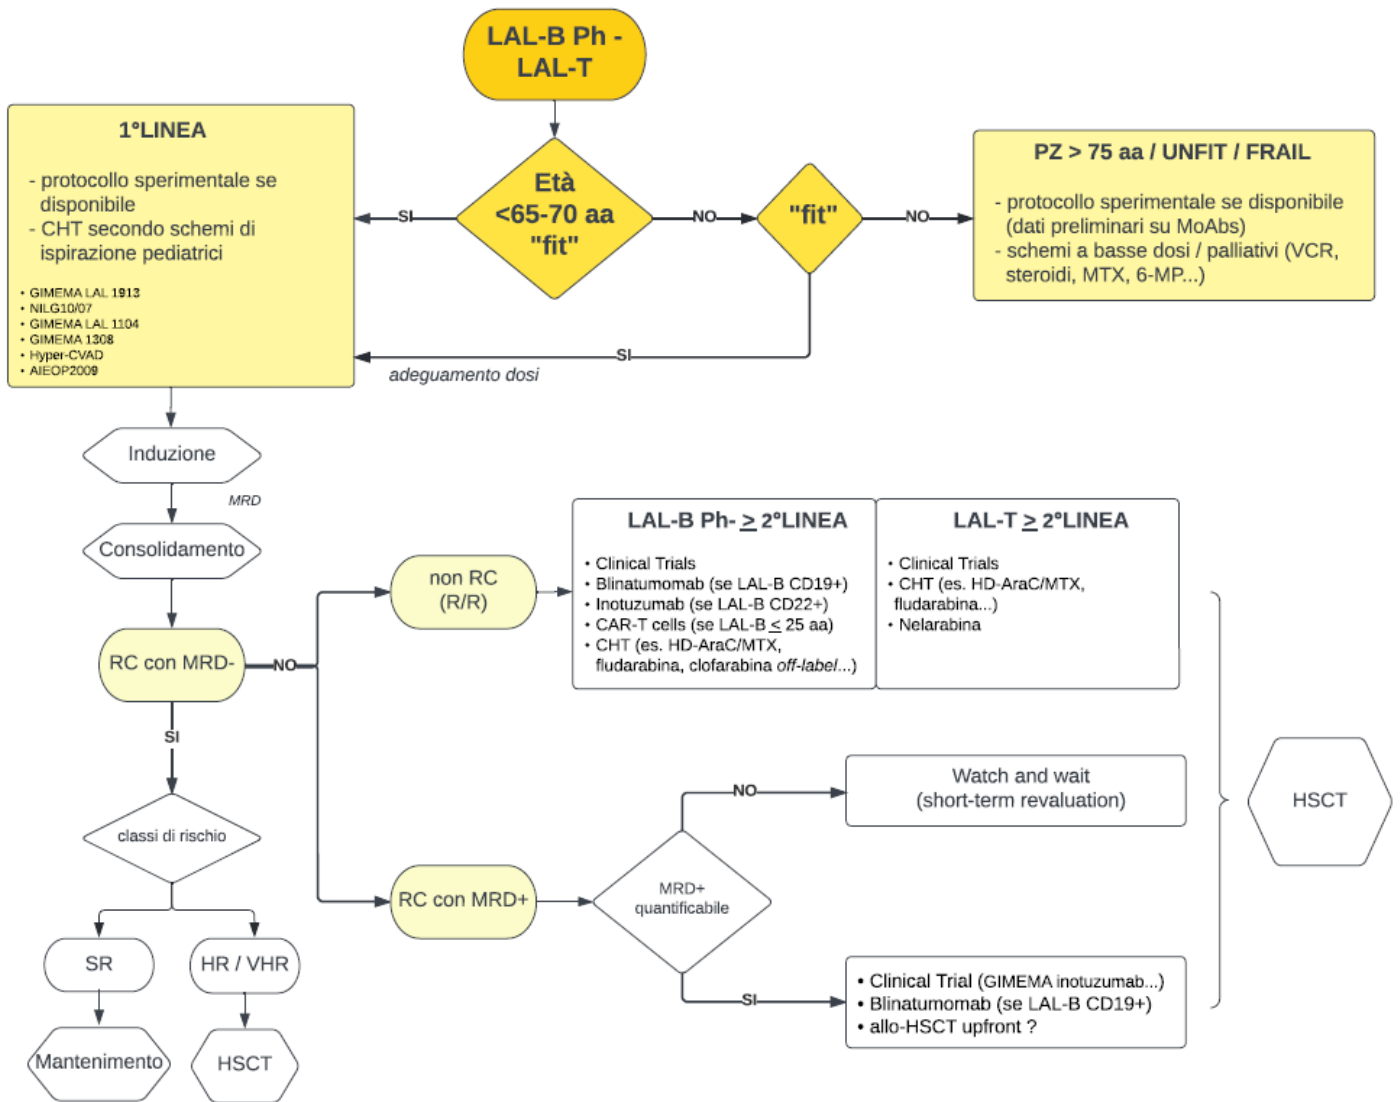 LAL-B Ph -
LAL-T
1°LINEA
- protocollo sperimentale se
disponibile
- CHT secondo schemi di
ispirazione pediatrici
• GIMEMA LAL 1913
• NILG10/07
• GIMEMA LAL 1104
• GIMEMA 1308
• Hyper-CVAD
• AIEOP2009
SI
Età
<65-70 aa
"fit"
NO
"fit"
NO
PZ > 75 aa / UNFIT / FRAIL
- protocollo sperimentale se disponibile
(dati preliminari su MoAbs)
- schemi a basse dosi / palliativi (VCR,
steroidi, MTX, 6-MP...)
SI
adeguamento dosi
Induzione
MRD
Consolidamento
RC con MRD-
NO
SI
classi di rischio
SR
HR / VHR
Mantenimento
HSCT
non RC
(R/R)
LAL-B Ph- ≥ 2°LINEA
• Clinical Trials
• Blinatumomab (se LAL-B CD19+)
• Inotuzumab (se LAL-B CD22+)
• CAR-T cells (se LAL-B ≤ 25 aa)
• CHT (es. HD-AraC/MTX,
fludarabina, clofarabina off-label...)
LAL-T ≥ 2°LINEA
• Clinical Trials
• CHT (es. HD-AraC/MTX,
fludarabina...)
• Nelarabina
RC con MRD+
MRD+
quantificabile
NO
Watch and wait
(short-term revaluation)
SI
• Clinical Trial (GIMEMA inotuzumab...)
• Blinatumomab (se LAL-B CD19+)
• allo-HSCT upfront ?
HSCT